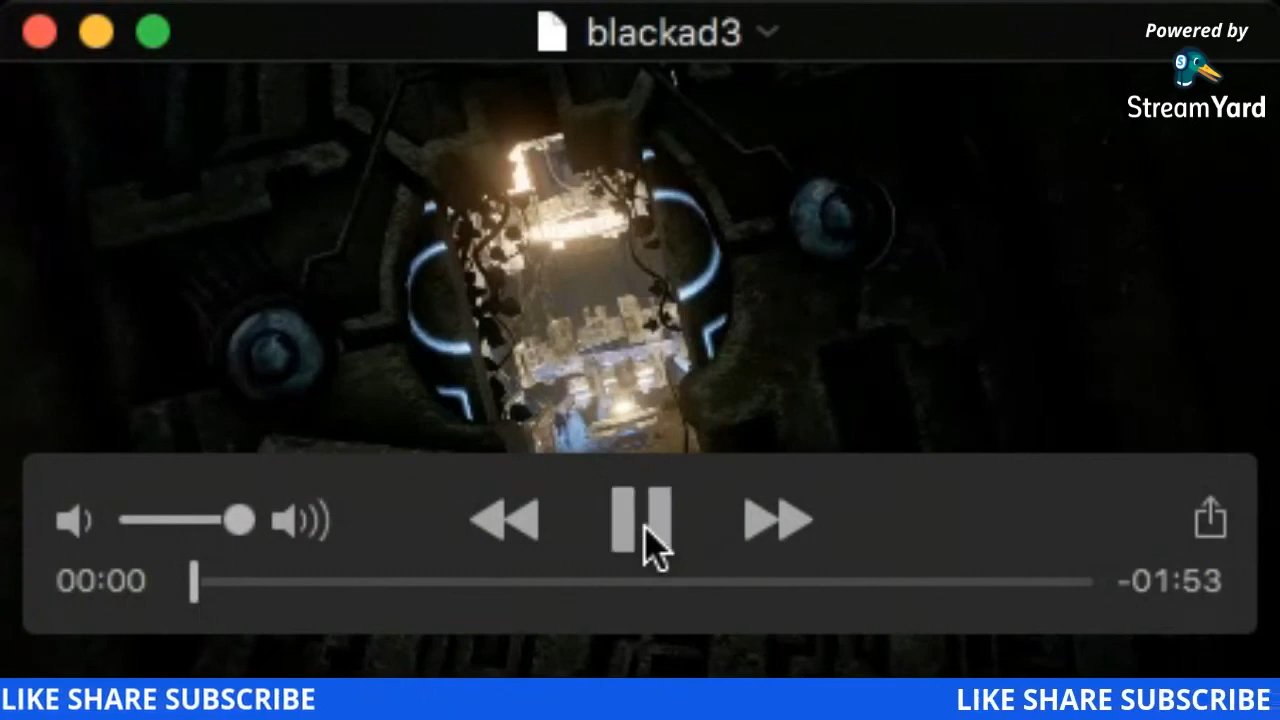 blackad3
Powered by
StreamYard
00:00
-01:53
LIKE SHARE SUBSCRIBE
LIKE SHARE SUBSCRIBE